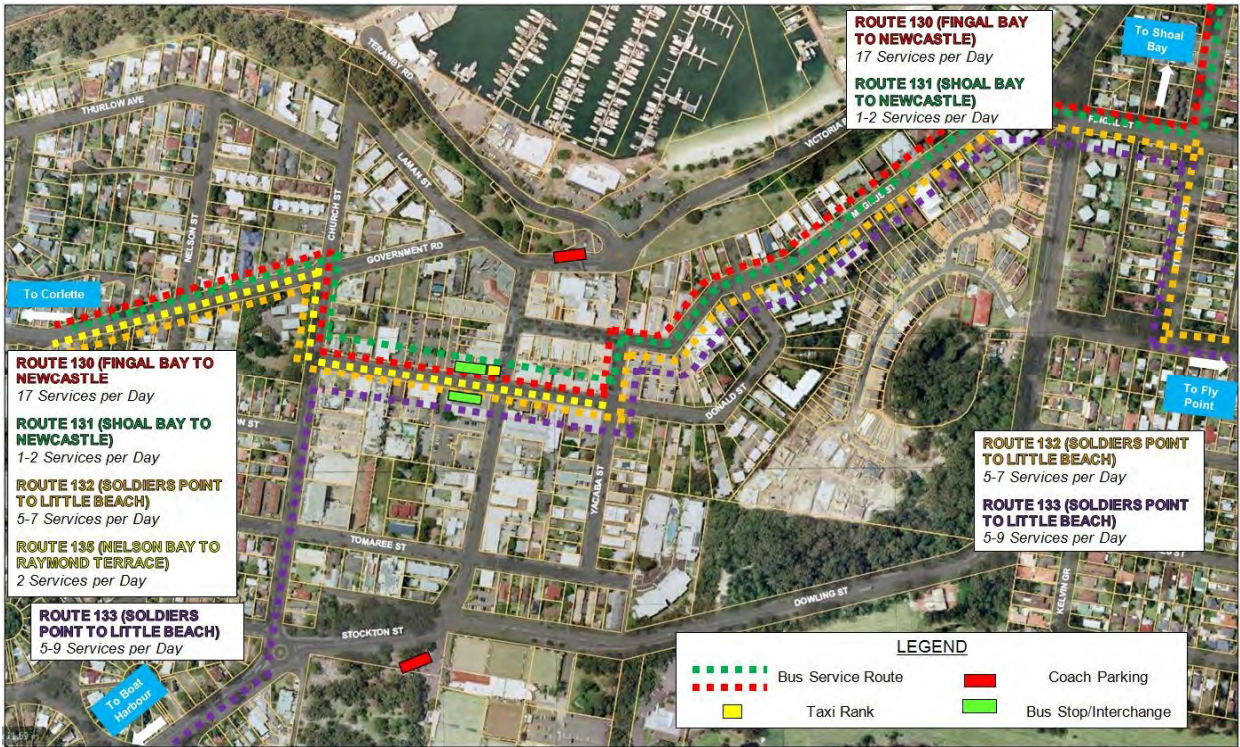 ROUTE 130 (FINGAL BAY
TO NEWCASTLE)
17 Services per Day
ROUTE 131 (SHOAL BAY
TO NEWCASTLE)
1-2 Services per Day
To Shoal
Bay
TERAMBY RD
THURLOW AVE
LAMAN ST
VICTORIA
NELSON ST
CHURCH ST
GOVERNMENT RD
To Corlette
ROUTE 130 (FINGAL BAY TO
NEWCASTLE
17 Services per Day
ROUTE 131 (SHOAL BAY TO
NEWCASTLE)
1-2 Services per Day
ROUTE 132 (SOLDIERS POINT
TO LITTLE BEACH)
5-7 Services per Day
ROUTE 135 (NELSON BAY TO
RAYMOND TERRACE)
2 Services per Day
ROUTE 133 (SOLDIERS
POINT TO LITTLE BEACH)
5-9 Services per Day
To Boat
Harbour
DONALD ST
YACABA ST
TOMAREE ST
STOCKTON ST
DOWLING ST
KELVIN GR
To Fly
Point
ROUTE 132 (SOLDIERS POINT
TO LITTLE BEACH)
5-7 Services per Day
ROUTE 133 (SOLDIERS POINT
TO LITTLE BEACH)
5-9 Services per Day
LEGEND
Bus Service Route
Coach Parking
Taxi Rank
Bus Stop/Interchange